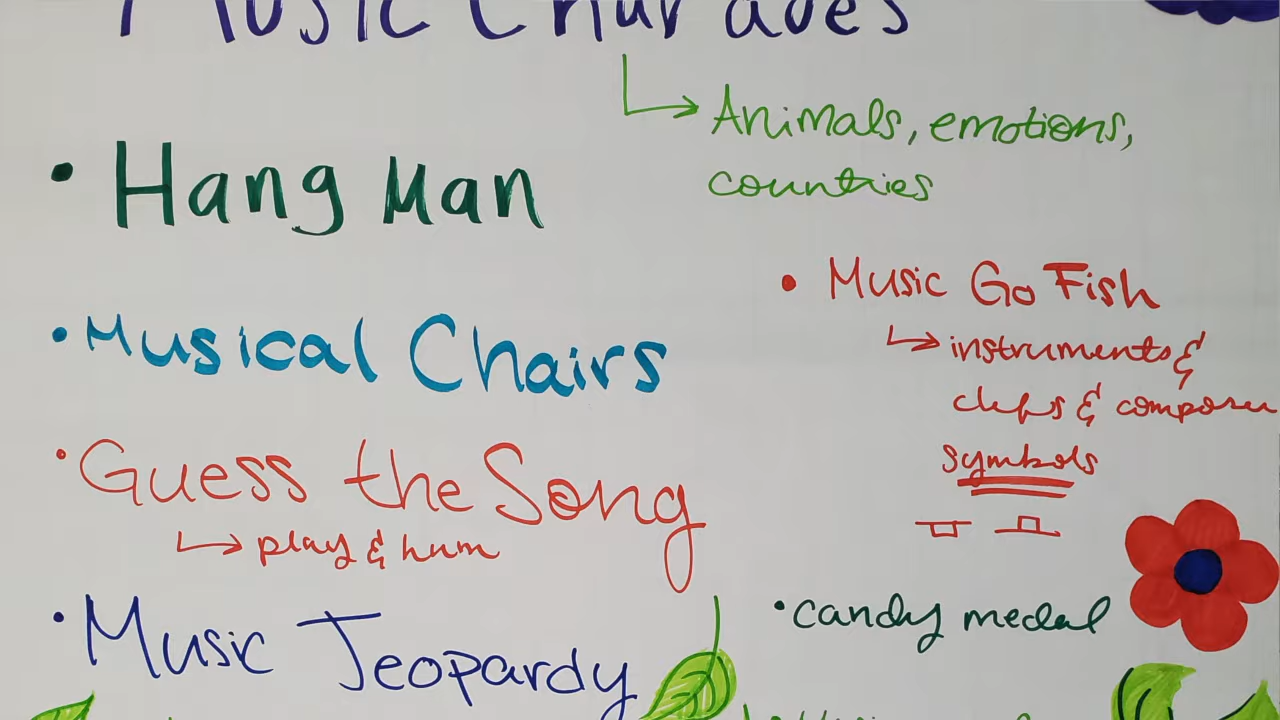 Music Charades
Animals, emotions,
countries
• Hang Man
• Musical Chairs
• Guess the Song
play & hum
• Music Jeopardy
• Music Go Fish
instruments &
clefs & composer
symbols
• candy medal